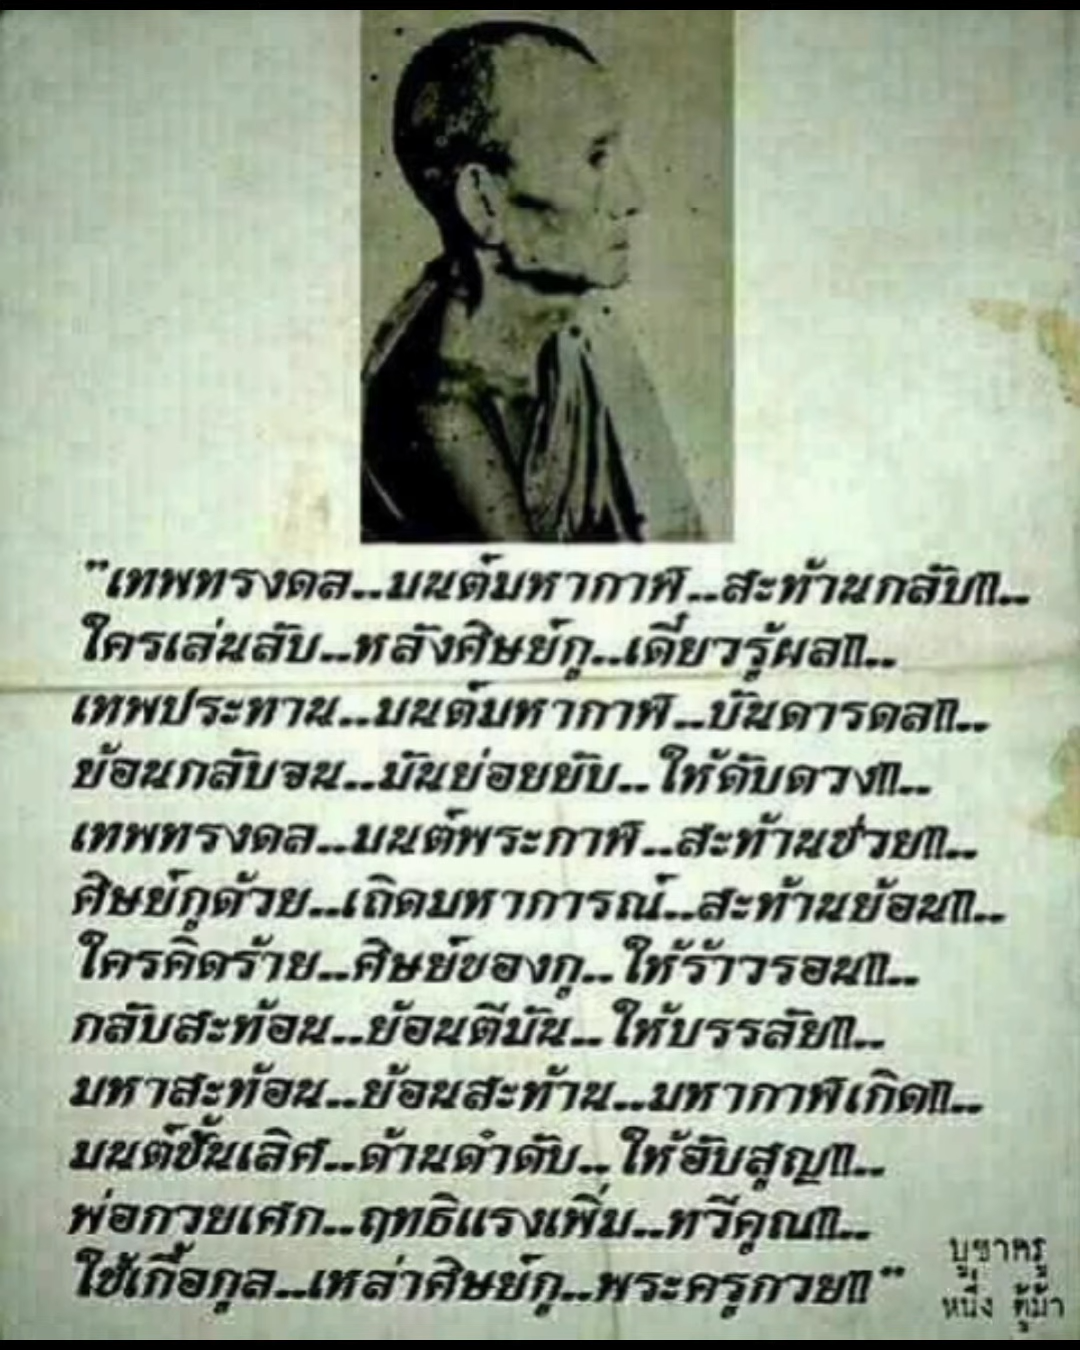 "เทพทรงดล...มนต์มหากาฬ...สะท้านกลับฯ...
ใครเล่นลับ...หลังศิษย์กู...เดี๋ยวรู้ผลฯ...
เทพประทาน...มนต์มหากาฬ...บันดารดลฯ...
ย้อนกลับจน...มันย่อยยับ...ให้ดับดวงฯ...
เทพทรงดล...มนต์พระกาฬ...สะท้านช่วยฯ...
ศิษย์กูด้วย...เถิดมหาการณ์...สะท้านย้อนฯ...
ใครคิดร้าย...ศิษย์ของกู...ให้ร้าวรอนฯ...
กลับสะท้อน...ย้อนตีมัน...ให้บรรลัยฯ...
มหาสะท้อน...ย้อนสะท้าน...มหากาฬเกิดฯ...
มนต์ชั้นเลิศ...ด้านดำดับ...ให้อับสูญฯ...
พ่อกวยเศก...ฤทธิแรงเพิ่ม...ทวีคูณฯ...
ใช้เกื้อกูล...เหล่าศิษย์กู...พระครูกวยฯ"
บูชาครู
หนึ่ง ตู้ม้า